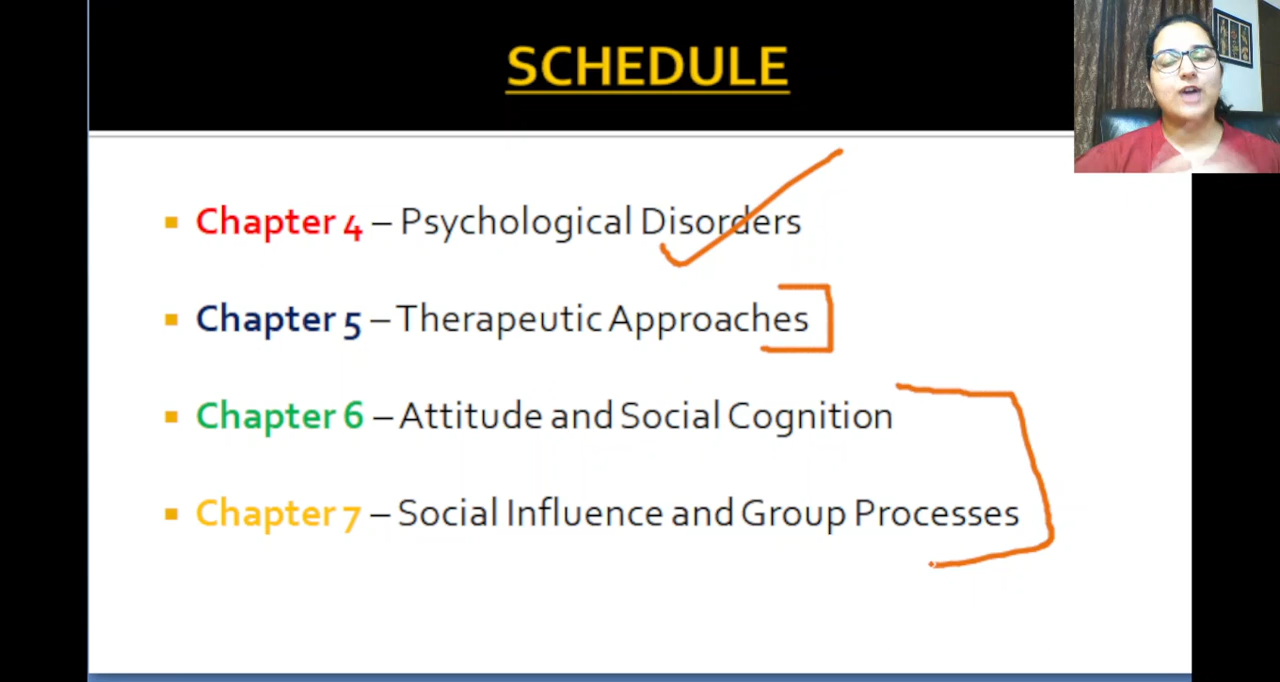 SCHEDULE
Chapter 4 – Psychological Disorders
Chapter 5 – Therapeutic Approaches
Chapter 6 – Attitude and Social Cognition
Chapter 7 – Social Influence and Group Processes